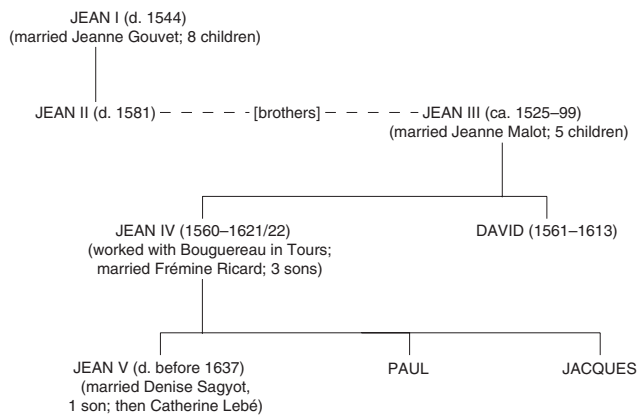 JEAN I (d. 1544)
(married Jeanne Gouvet; 8 children)
JEAN II (d. 1581) – – – – – [brothers] – – – – – JEAN III (ca. 1525–99)
(married Jeanne Malot; 5 children)
JEAN IV (1560–1621/22)
(worked with Bouguereau in Tours;
married Frémine Ricard; 3 sons)
DAVID (1561–1613)
JEAN V (d. before 1637)
(married Denise Sagyot,
1 son; then Catherine Lebé)
PAUL
JACQUES